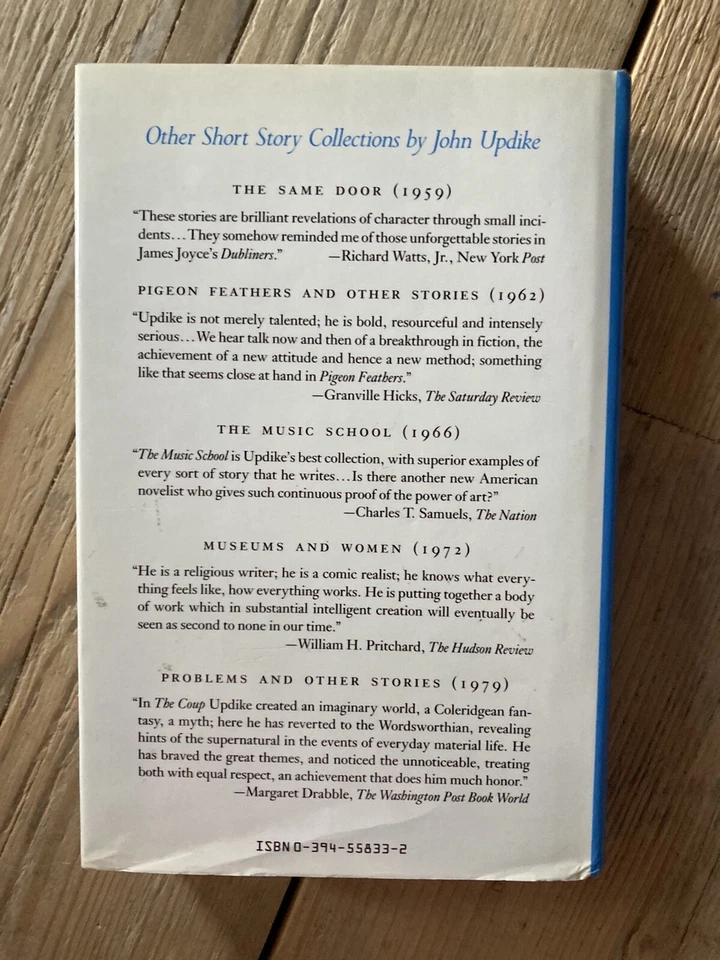 Other Short Story Collections by John Updike
THE SAME DOOR (1959)
“These stories are brilliant revelations of character through small inci-
dents...They somehow reminded me of those unforgettable stories in
James Joyce’s Dubliners.” —Richard Watts, Jr., New York Post
PIGEON FEATHERS AND OTHER STORIES (1962)
“Updike is not merely talented; he is bold, resourceful and intensely
serious...We hear talk now and then of a breakthrough in fiction, the
achievement of a new attitude and hence a new method; something
like that seems close at hand in Pigeon Feathers.”
—Granville Hicks, The Saturday Review
THE MUSIC SCHOOL (1966)
“The Music School is Updike’s best collection, with superior examples of
every sort of story that he writes...Is there another new American
novelist who gives such continuous proof of the power of art?”
—Charles T. Samuels, The Nation
MUSEUMS AND WOMEN (1972)
“He is a religious writer; he is a comic realist; he knows what every-
thing feels like, how everything works. He is putting together a body
of work which in substantial intelligent creation will eventually be
seen as second to none in our time.”
—William H. Pritchard, The Hudson Review
PROBLEMS AND OTHER STORIES (1979)
“In The Coup Updike created an imaginary world, a Coleridgean fan-
tasy, a myth; here he has reverted to the Wordsworthian, revealing
hints of the supernatural in the events of everyday material life. He
has braved the great themes, and noticed the unnoticeable, treating
both with equal respect, an achievement that does him much honor.”
—Margaret Drabble, The Washington Post Book World
ISBN 0-394-55833-2